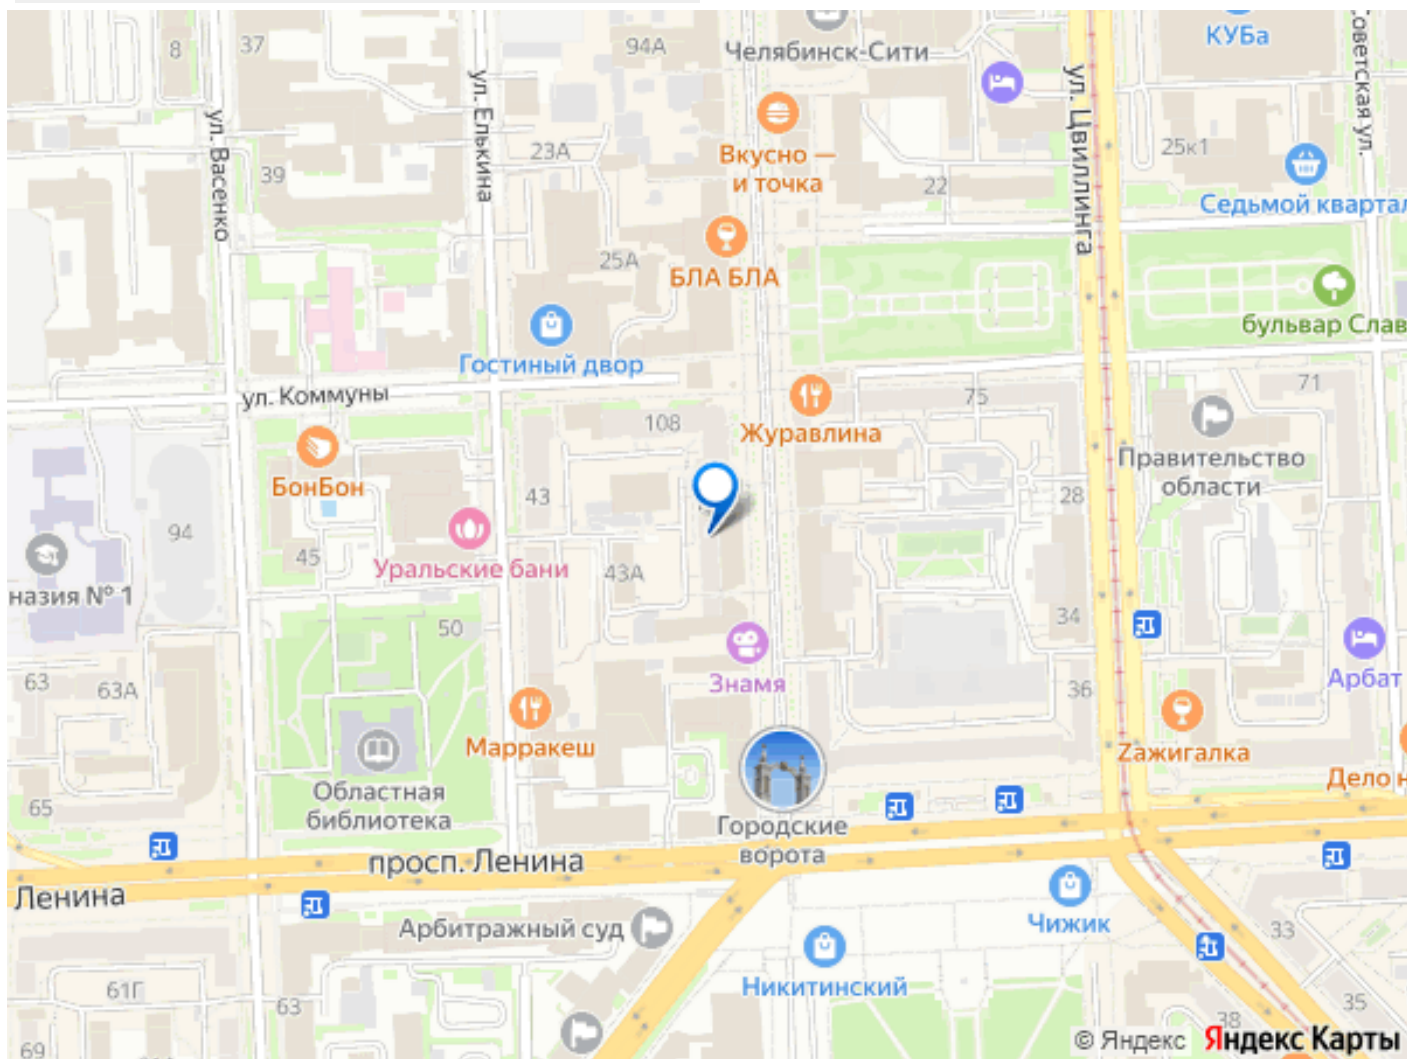 8
37
94А
Челябинск-Сити
КУБа
Советская ул.
ул. Васенко
ул. Елькина
ул. Цвиллинга
Вкусно —
и точка
39
23А
22
25к1
Седьмой квартал
БЛА БЛА
25А
бульвар Слав
Гостиный двор
ул. Коммуны
108
Журавлина
75
71
Правительство
области
БонБон
43
28
94
45
Уральские бани
43А
назия № 1
50
34
63
63А
Знамя
36
Арбат
Марракеш
Zажигалка
Дело н
65
Областная
библиотека
Городские
ворота
просп. Ленина
Ленина
Арбитражный суд
Чижик
33
Никитинский
61Г
63
35
38
69
© Яндекс Яндекс Карты